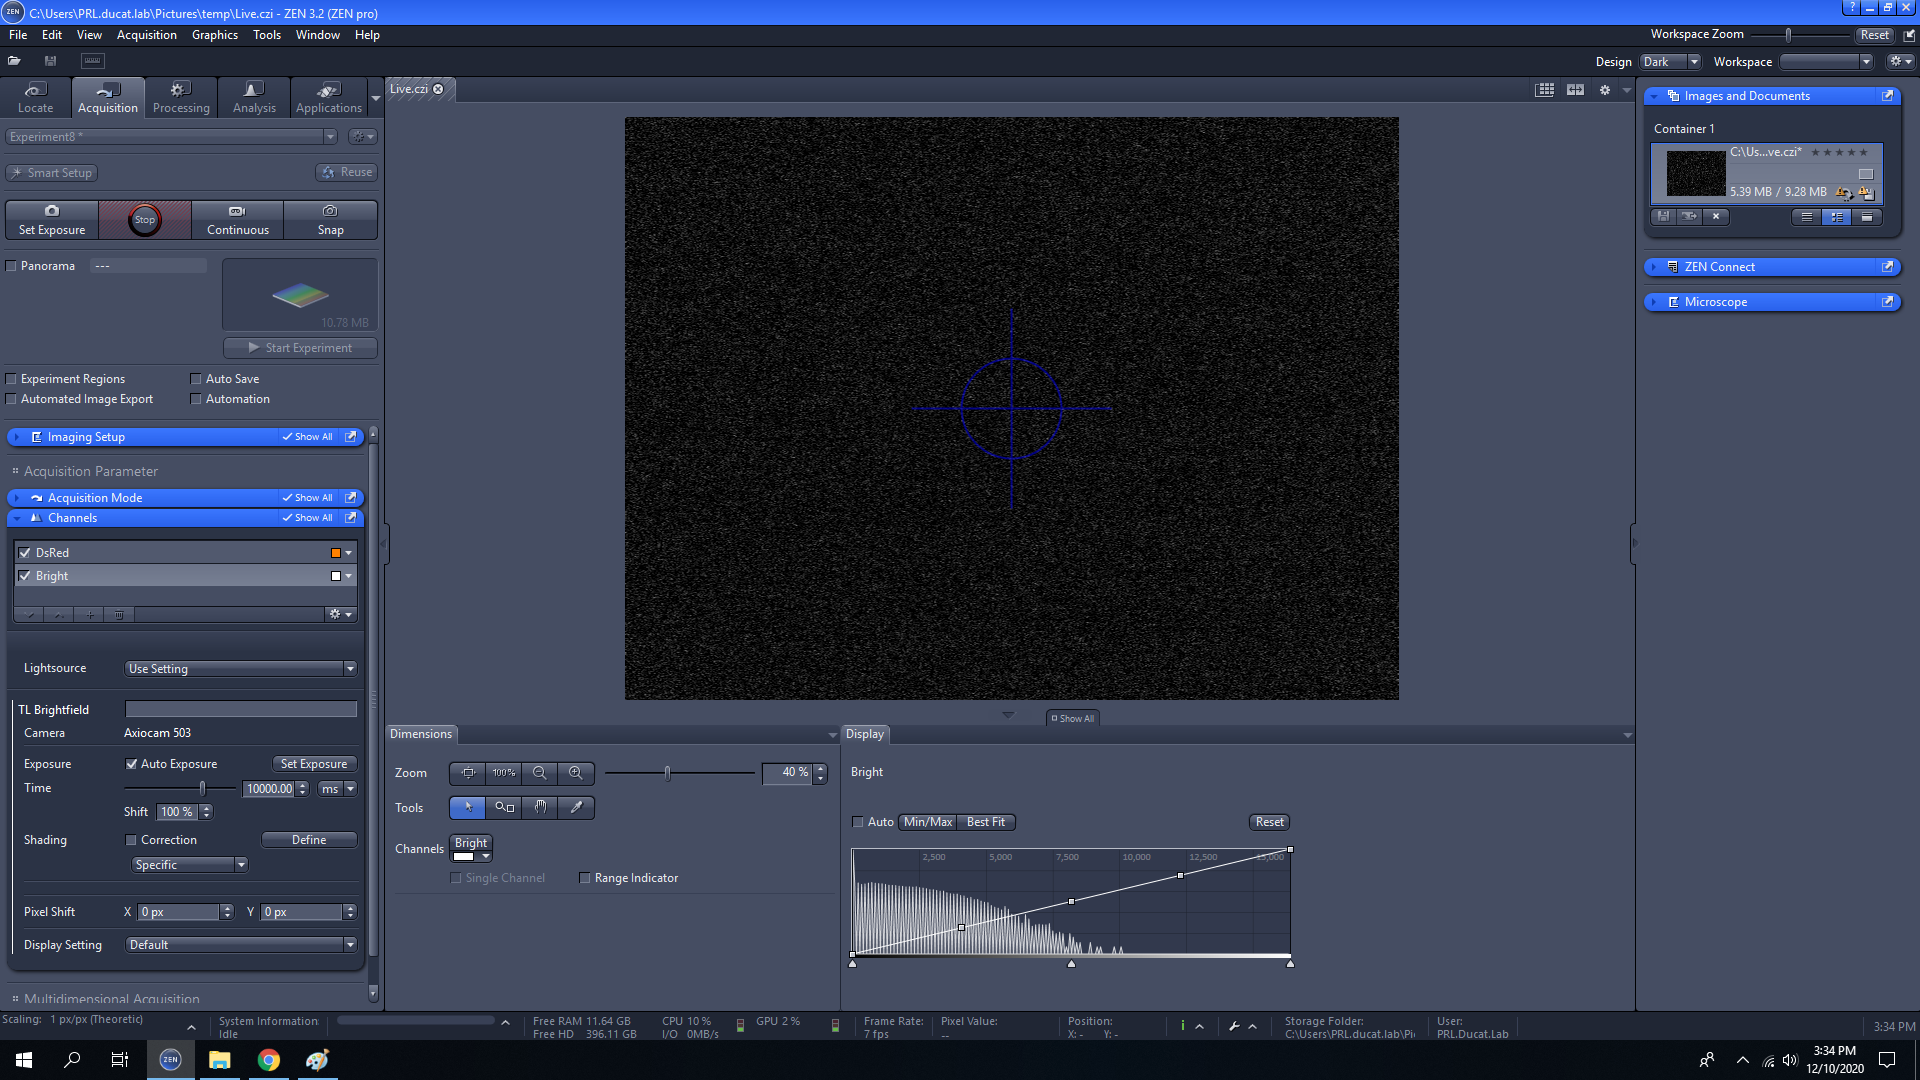 ZEN C:\Users\PRL.ducat.lab\Pictures\temp\Live.czi - ZEN 3.2 (ZEN pro)
File Edit View Acquisition Graphics Tools Window Help
Workspace Zoom Reset
Design Dark Workspace
Locate Acquisition Processing Analysis Applications
Live.czi
Experiment8 *
Smart Setup Reuse
Set Exposure Stop Continuous Snap
Panorama ---
10.78 MB
Start Experiment
Experiment Regions Auto Save
Automated Image Export Automation
Imaging Setup Show All
Acquisition Parameter
Acquisition Mode Show All
Channels Show All
DsRed
Bright
Lightsource Use Setting
TL Brightfield
Camera Axiocam 503
Exposure Auto Exposure Set Exposure
Time 10000.00 ms
Shift 100 %
Shading Correction Define
Specific
Pixel Shift X 0 px Y 0 px
Display Setting Default
Multidimensional Acquisition
Show All
Dimensions
Zoom 100% 40 %
Tools
Channels Bright
Single Channel Range Indicator
Display
Bright
Auto Min/Max Best Fit Reset
2,500 5,000 7,500 10,000 12,500 15,000
Images and Documents
Container 1
C:\Us...ve.czi*
5.39 MB / 9.28 MB
ZEN Connect
Microscope
Scaling: 1 px/px (Theoretic)
System Information:
Idle
Free RAM 11.64 GB
Free HD 396.11 GB
CPU 10 %
I/O 0MB/s
GPU 2 %
Frame Rate:
7 fps
Pixel Value:
--
Position:
X: - Y: -
Storage Folder:
C:\Users\PRL.ducat.lab\Pi
User:
PRL.Ducat.Lab
3:34 PM
ZEN
3:34 PM
12/10/2020